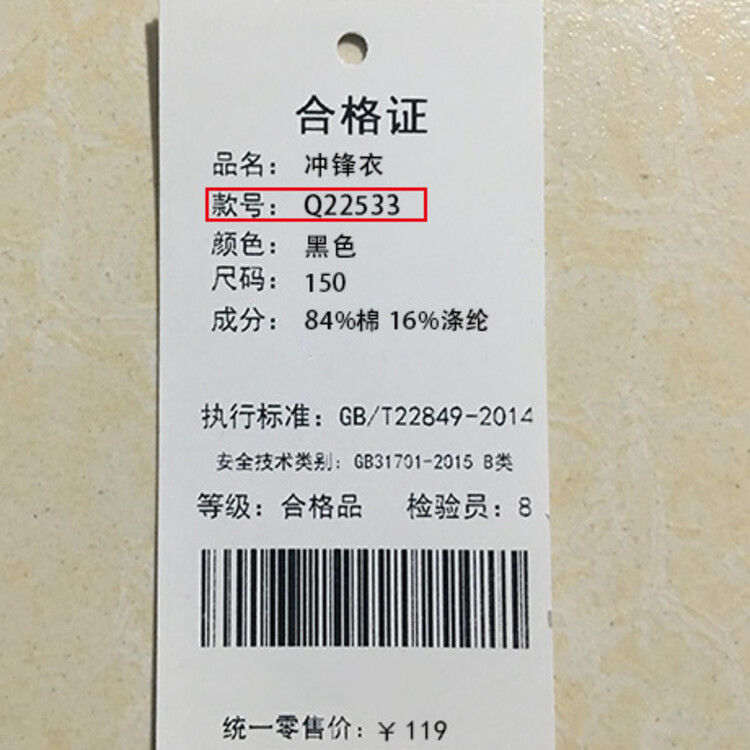 合格证
品名： 冲锋衣
款号： Q22533
颜色： 黑色
尺码： 150
成分： 84%棉 16%涤纶
执行标准：GB/T22849-2014
安全技术类别：GB31701-2015 B类
等级：合格品 检验员：8
统一零售价：￥119